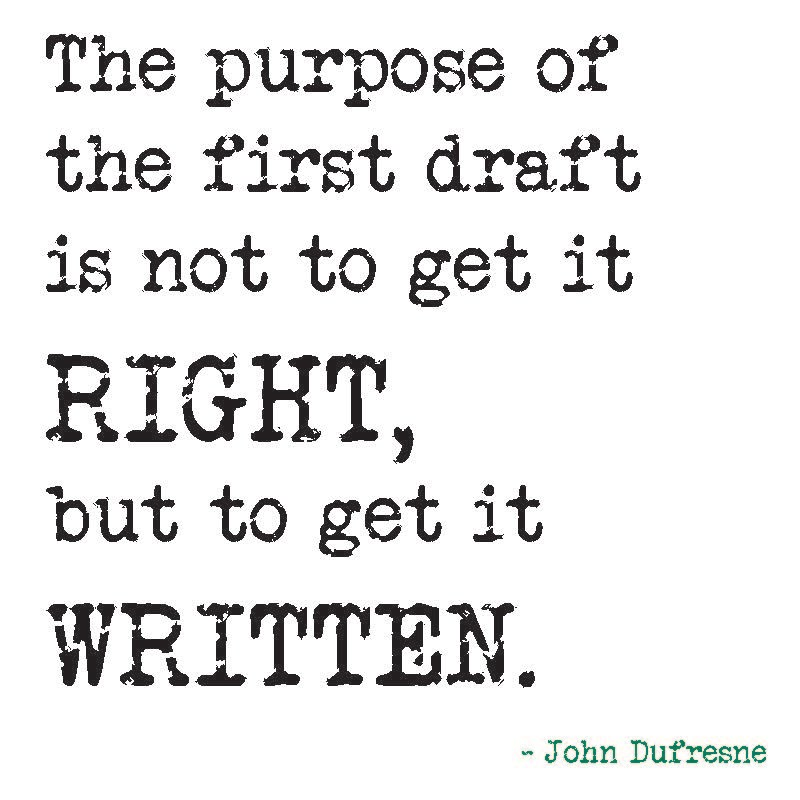 The purpose of
the first draft
is not to get it
RIGHT,
but to get it
WRITTEN.
~ John Dufresne